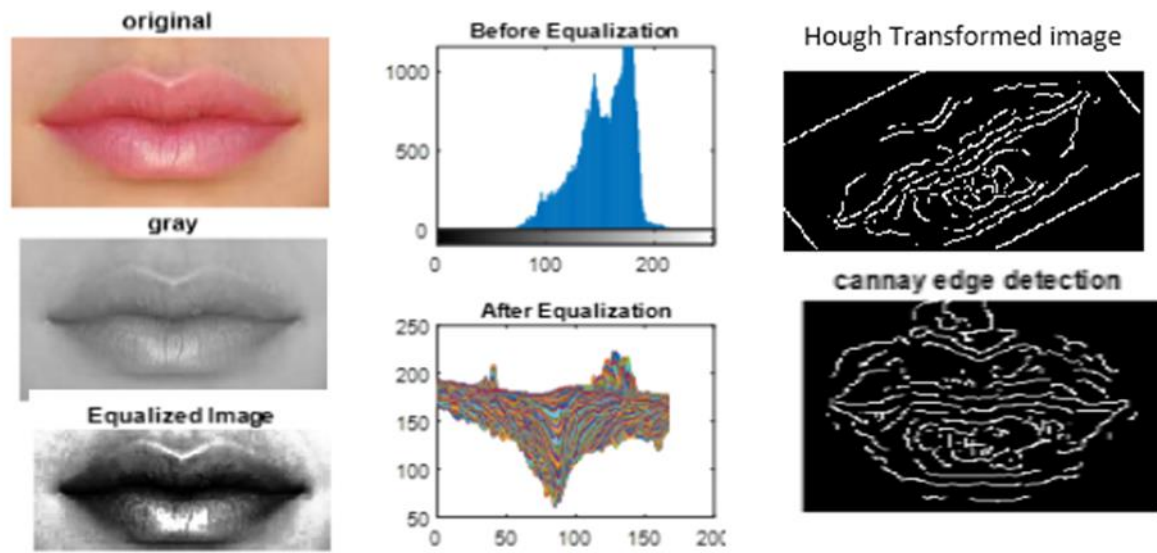 original
gray
Equalized Image
Before Equalization
1000
500
0
0 100 200
After Equalization
250
200
150
100
50
0 50 100 150
Hough Transformed image
cannay edge detection